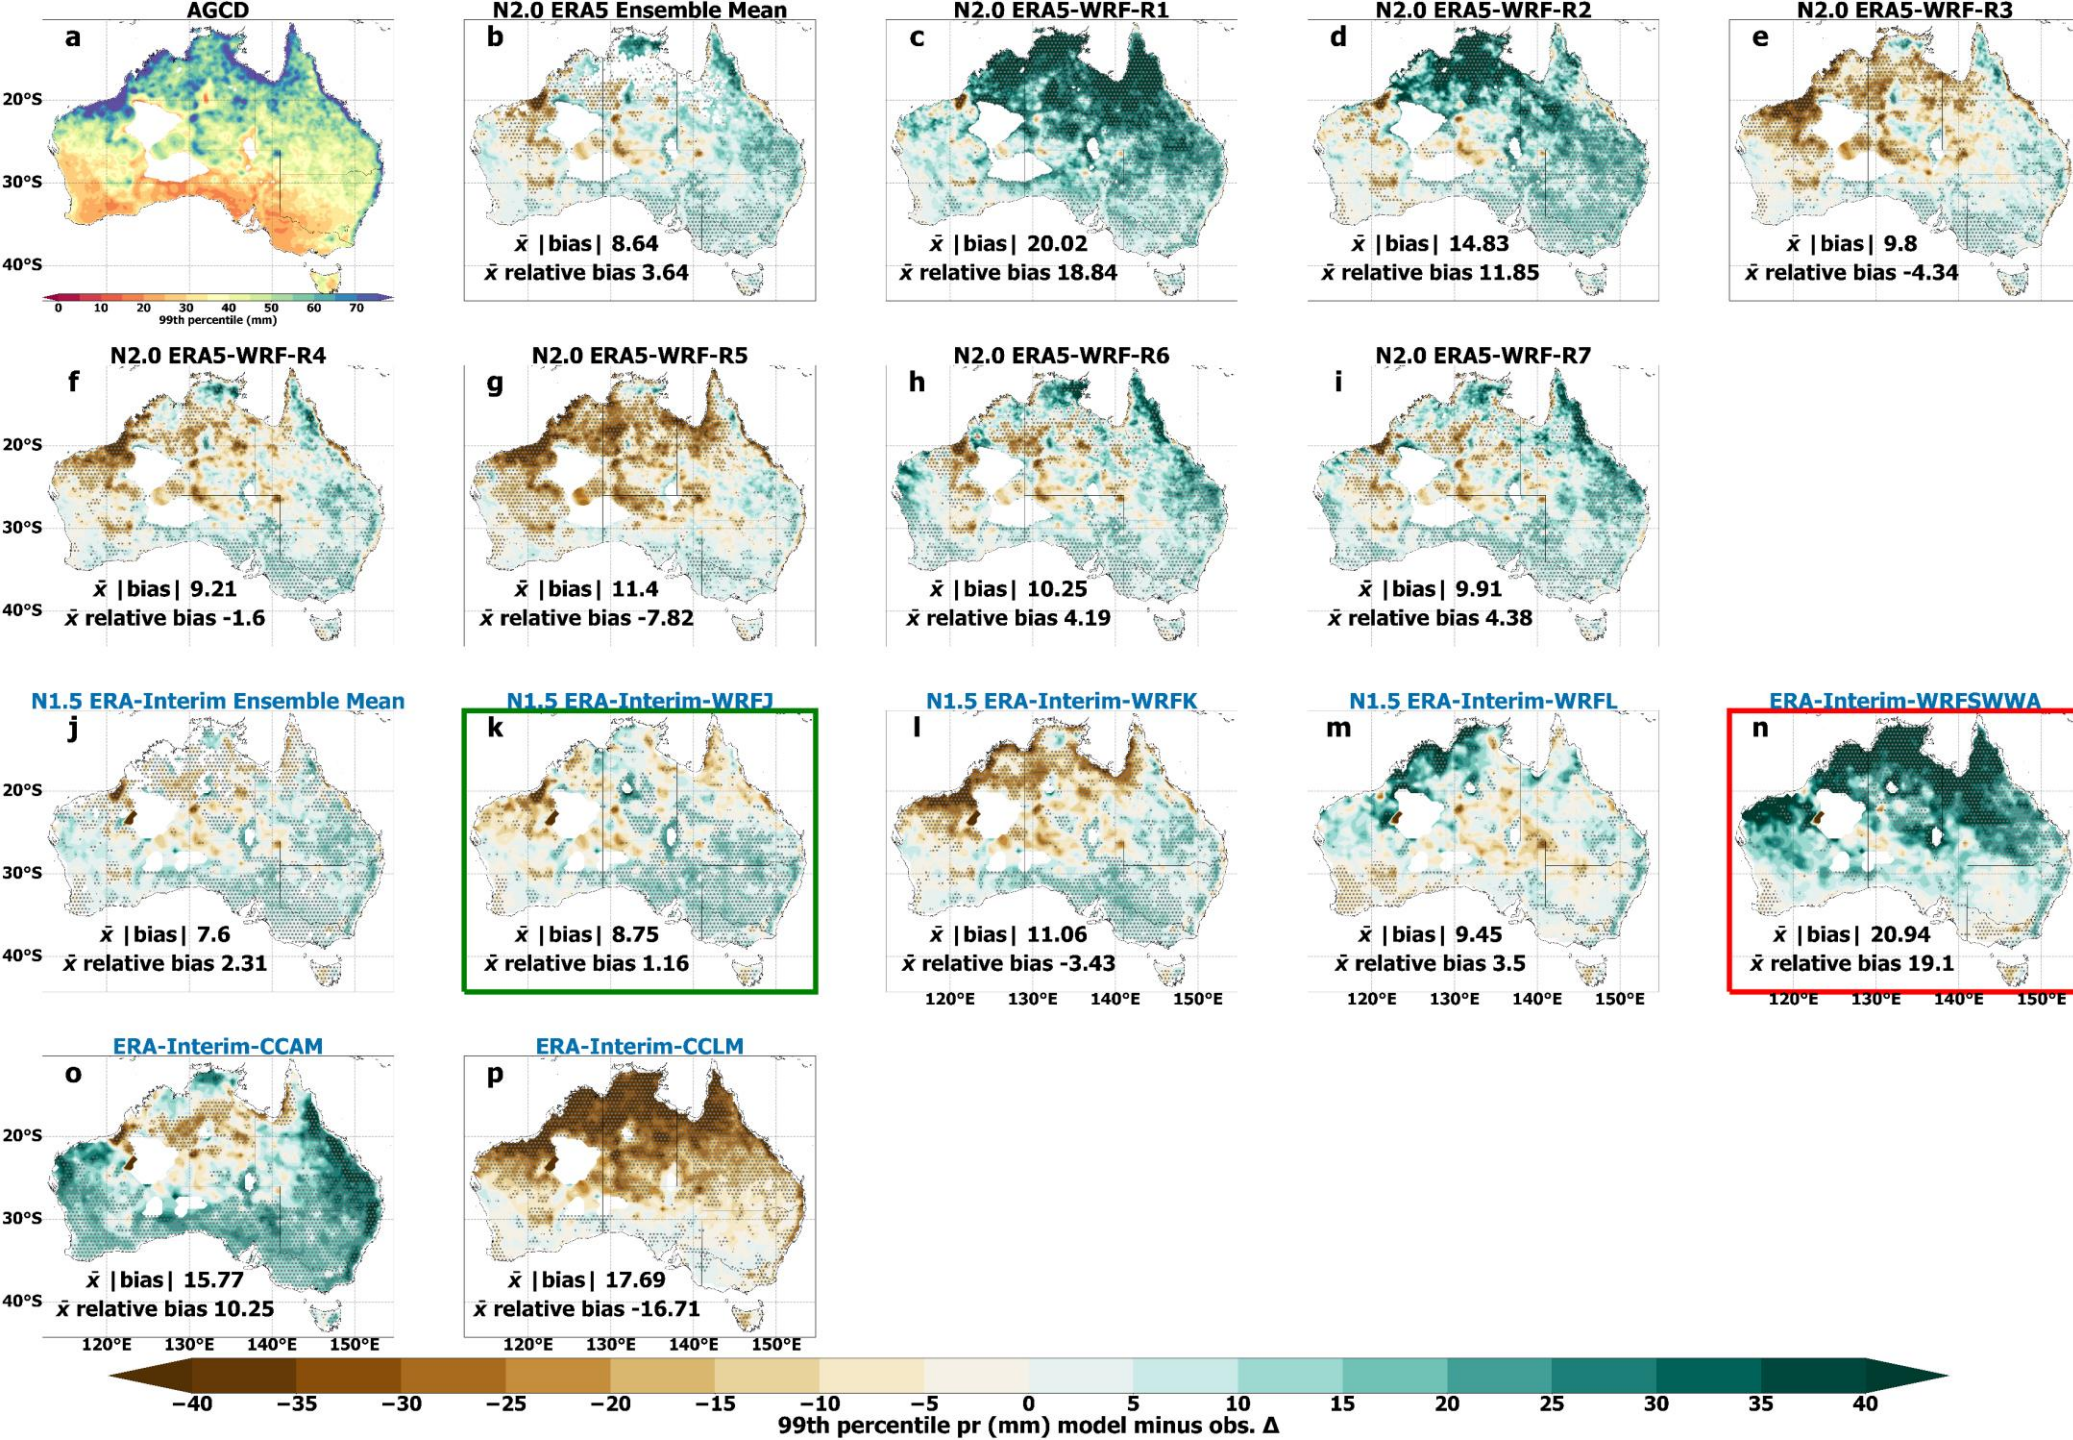 AGCD
N2.0 ERA5 Ensemble Mean
N2.0 ERA5-WRF-R1
N2.0 ERA5-WRF-R2
N2.0 ERA5-WRF-R3
a
b
c
d
e
20°S
30°S
40°S
0 10 20 30 40 50 60 70
99th percentile (mm)
x̄ |bias| 8.64
x̄ relative bias 3.64
x̄ |bias| 20.02
x̄ relative bias 18.84
x̄ |bias| 14.83
x̄ relative bias 11.85
x̄ |bias| 9.8
x̄ relative bias -4.34
N2.0 ERA5-WRF-R4
N2.0 ERA5-WRF-R5
N2.0 ERA5-WRF-R6
N2.0 ERA5-WRF-R7
f
g
h
i
20°S
30°S
40°S
x̄ |bias| 9.21
x̄ relative bias -1.6
x̄ |bias| 11.4
x̄ relative bias -7.82
x̄ |bias| 10.25
x̄ relative bias 4.19
x̄ |bias| 9.91
x̄ relative bias 4.38
N1.5 ERA-Interim Ensemble Mean
N1.5 ERA-Interim-WRFJ
N1.5 ERA-Interim-WRFK
N1.5 ERA-Interim-WRFL
ERA-Interim-WRFSWWA
j
k
l
m
n
20°S
30°S
40°S
x̄ |bias| 7.6
x̄ relative bias 2.31
x̄ |bias| 8.75
x̄ relative bias 1.16
x̄ |bias| 11.06
x̄ relative bias -3.43
x̄ |bias| 9.45
x̄ relative bias 3.5
x̄ |bias| 20.94
x̄ relative bias 19.1
120°E 130°E 140°E 150°E
120°E 130°E 140°E 150°E
120°E 130°E 140°E 150°E
ERA-Interim-CCAM
ERA-Interim-CCLM
o
p
20°S
30°S
40°S
x̄ |bias| 15.77
x̄ relative bias 10.25
x̄ |bias| 17.69
x̄ relative bias -16.71
120°E 130°E 140°E 150°E
120°E 130°E 140°E 150°E
−40 −35 −30 −25 −20 −15 −10 −5 0 5 10 15 20 25 30 35 40
99th percentile pr (mm) model minus obs. Δ